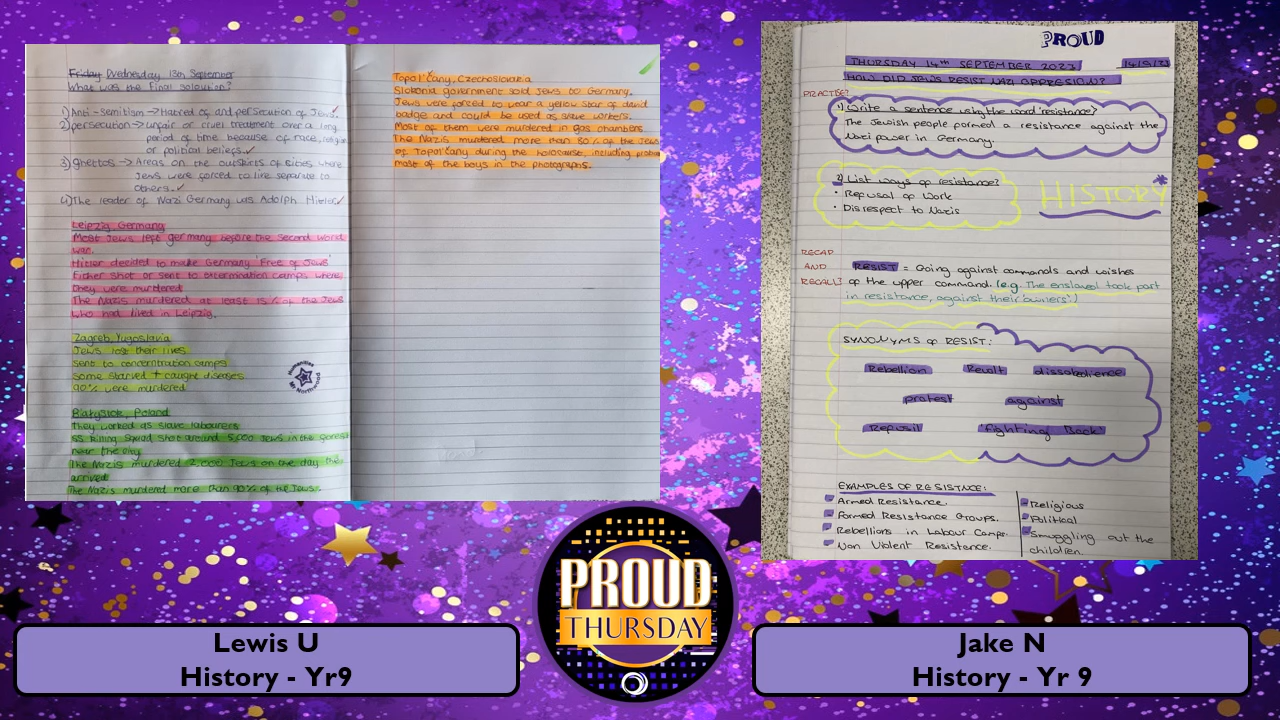 Friday Wednesday 13th September
What was the Final solution?
1) Anti-semitism → Hatred of and persecution of Jews.
2) persecution → unfair or cruel treatment over a long
period of time because of race, religion
or political beliefs.
3) Ghettos → Areas on the outskirts of cities where
Jews were forced to live separate to
others.
4) The leader of Nazi Germany was Adolph Hitler
Leipzig, Germany
Most Jews left germany before the second world
war.
Hitler decided to make Germany 'Free of Jews'
Either shot or sent to extermination camps where
they were murdered
The Nazis murdered at least 15% of the Jews
who had lived in Leipzig.
Zagreb, Yugoslavia
Jews lost their lives
sent to concentration camps
some starved + caught diseases
90% were murdered
Humanities
Northwood
Białystok, Poland
They worked as slave labourers
SS killing squad shot around 5,000 Jews in the forest
near the city
The Nazis murdered 2,000 Jews on the day the
arrived
The Nazis murdered more than 90% of the Jews.
Topol'čany, Czechoslovakia
Slokonia government sold Jews to Germany.
Jews were forced to wear a yellow star of david
badge and could be used as slave workers.
Most of them were murdered in gas chambers.
The Nazis murdered more than 80% of the Jews
of Topol'čany during the holocaust, including
most of the boys in the photographs.
PROUD
THURSDAY 14TH SEPTEMBER 2023
14/9/23
HOW DID JEWS RESIST NAZI OPPRESION?
PRACTISE?
1) Write a sentence using the word 'resistance'?
The Jewish people formed a resistance against the
Nazi power in Germany.
2) List ways of resistance?
• Refusal of Work
• Disrespect to Nazis
HISTORY
RECAP
AND
RECALL?
RESIST = Going against commands and wishes
of the upper command. (e.g. The enslaved took part
in resistance, against their 'owners')
SYNONYMS of RESIST:
Rebellion Revolt dissobedience
protest against
Refusil fighting Back
EXAMPLES OF RESISTANCE:
Armed Resistance.
Formed Resistance Groups.
Rebellions in Labour Camps.
Non Violent Resistance.
Religious
Political
Smuggling out the
children.
PROUD
THURSDAY
Lewis U
History - Yr9
Jake N
History - Yr 9